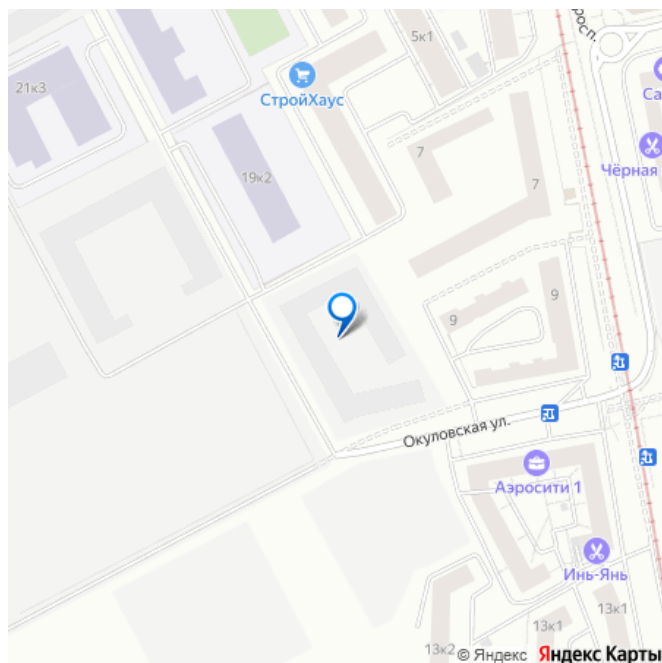 росп.
5к1
21к3
СтройХаус
Са
Чёрная
7
19к2
7
9
9
Окуловская ул.
Аэросити 1
Инь-Янь
13к1
13к1
13к2
© Яндекс Яндекс Карты